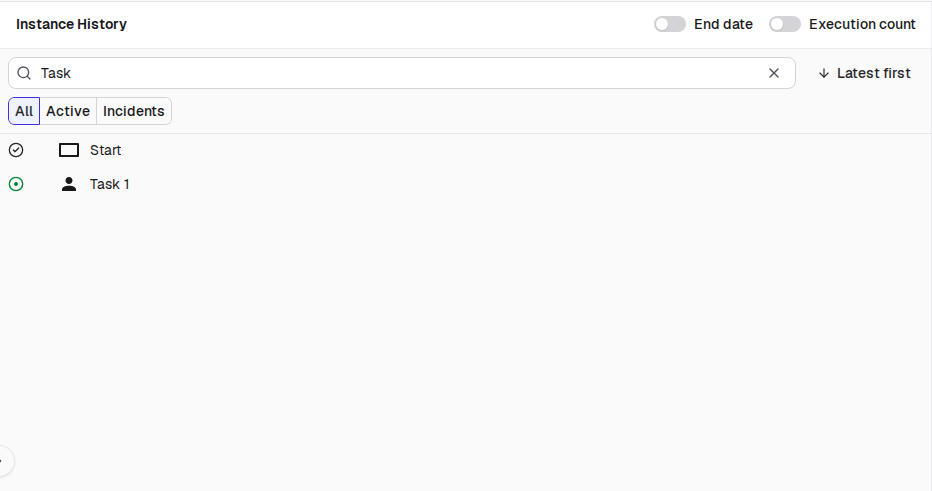 Instance History
End date
Execution count
Task
Latest first
All
Active
Incidents
Start
Task 1